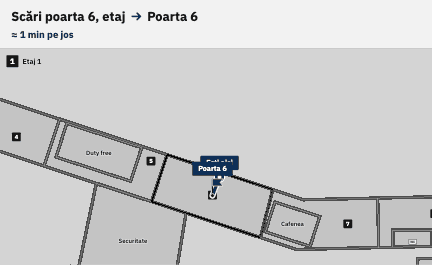 Scări poarta 6, etaj → Poarta 6
≈ 1 min pe jos
1 Etaj 1
4
Duty free
5
Poarta 6
Cafenea
7
Securitate